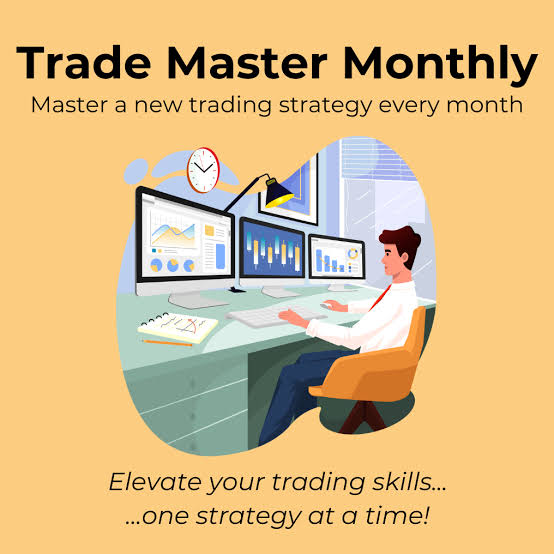 Trade Master Monthly
Master a new trading strategy every month
Elevate your trading skills...
...one strategy at a time!